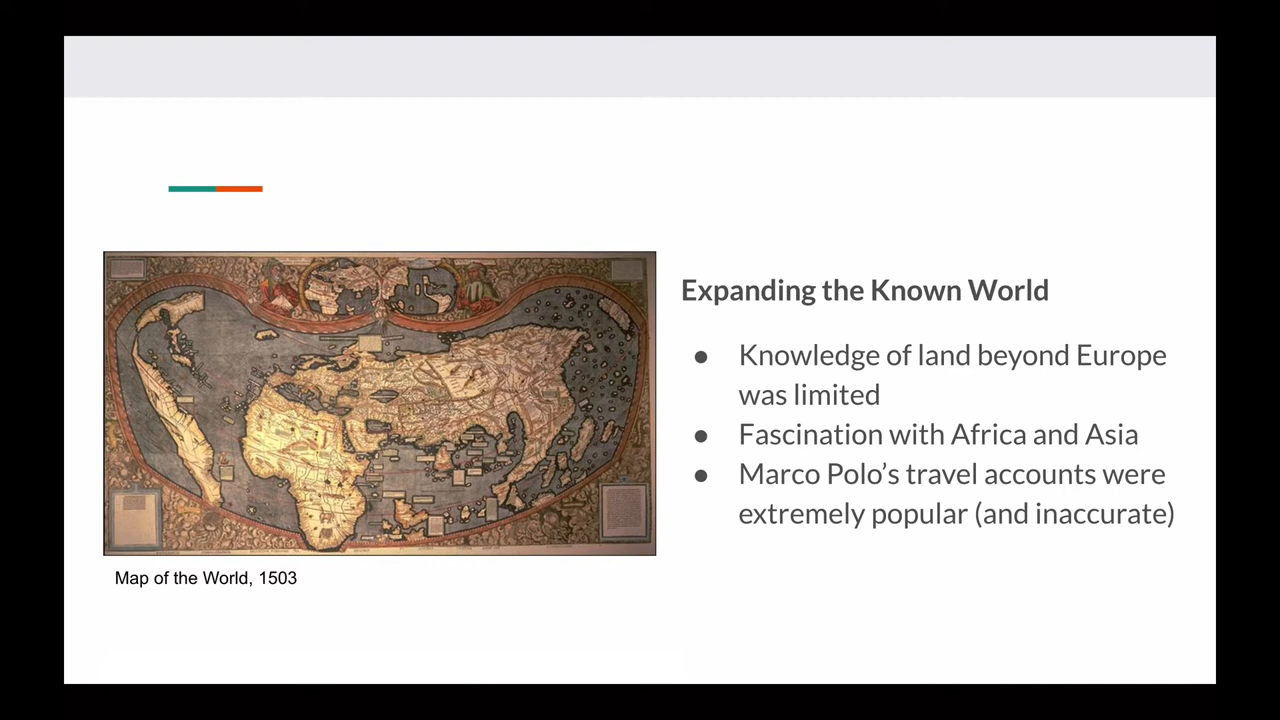 Expanding the Known World
● Knowledge of land beyond Europe
was limited
● Fascination with Africa and Asia
● Marco Polo’s travel accounts were
extremely popular (and inaccurate)
Map of the World, 1503